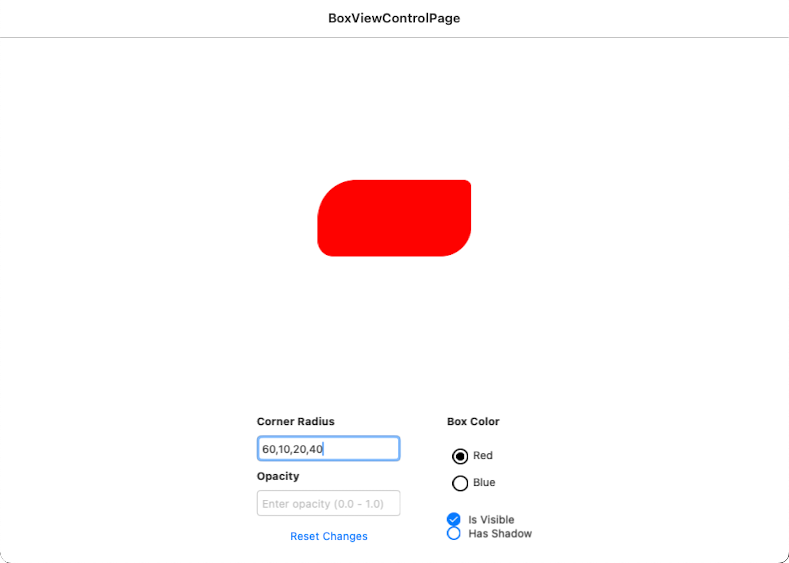 BoxViewControlPage
Corner Radius
60,10,20,40
Opacity
Enter opacity (0.0 - 1.0)
Reset Changes
Box Color
Red
Blue
Is Visible
Has Shadow